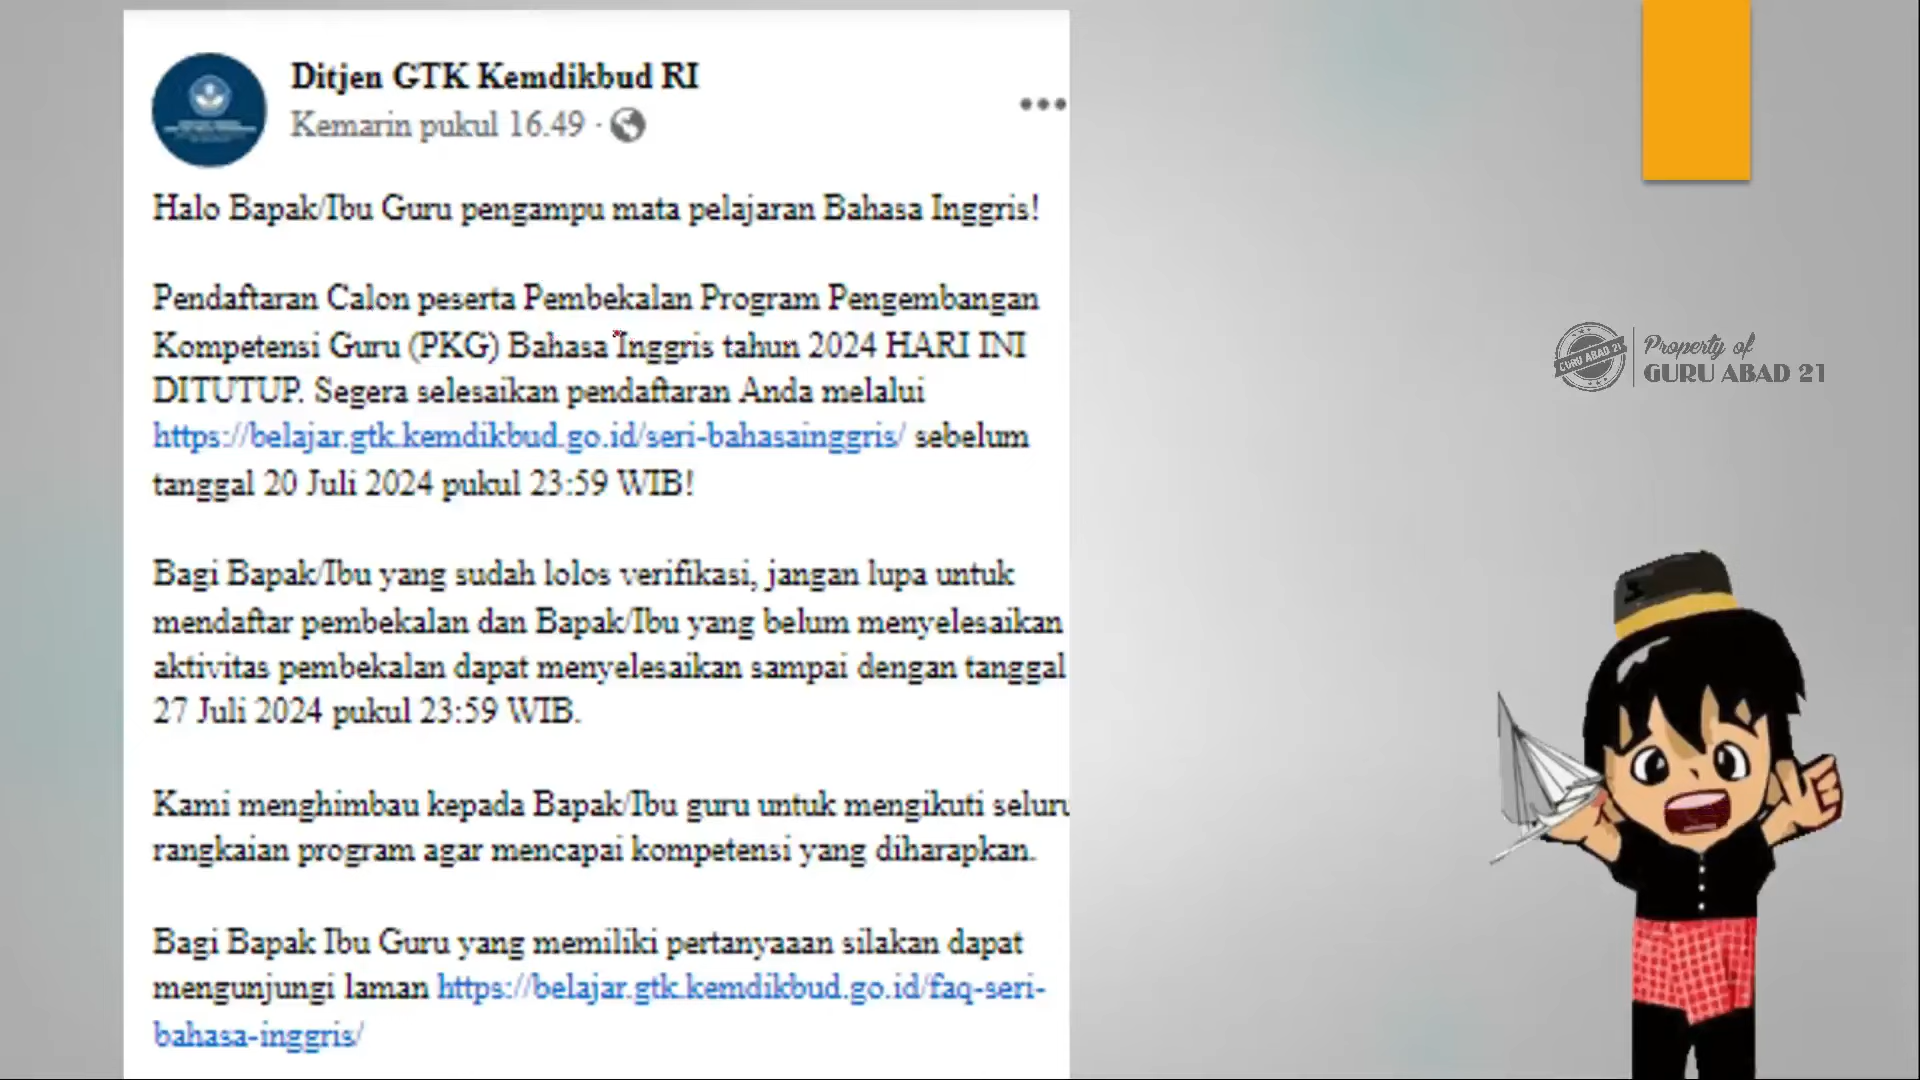 Ditjen GTK Kemdikbud RI
Kemarin pukul 16.49 ·
Halo Bapak/Ibu Guru pengampu mata pelajaran Bahasa Inggris!
Pendaftaran Calon peserta Pembekalan Program Pengembangan
Kompetensi Guru (PKG) Bahasa Inggris tahun 2024 HARI INI
DITUTUP. Segera selesaikan pendaftaran Anda melalui
https://belajar.gtk.kemdikbud.go.id/seri-bahasainggris/ sebelum
tanggal 20 Juli 2024 pukul 23:59 WIB!
Bagi Bapak/Ibu yang sudah lolos verifikasi, jangan lupa untuk
mendaftar pembekalan dan Bapak/Ibu yang belum menyelesaikan
aktivitas pembekalan dapat menyelesaikan sampai dengan tanggal
27 Juli 2024 pukul 23:59 WIB.
Kami menghimbau kepada Bapak/Ibu guru untuk mengikuti seluru
rangkaian program agar mencapai kompetensi yang diharapkan.
Bagi Bapak Ibu Guru yang memiliki pertanyaaan silakan dapat
mengunjungi laman https://belajar.gtk.kemdikbud.go.id/faq-seri-
bahasa-inggris/
GURU ABAD 21
Property of
GURU ABAD 21